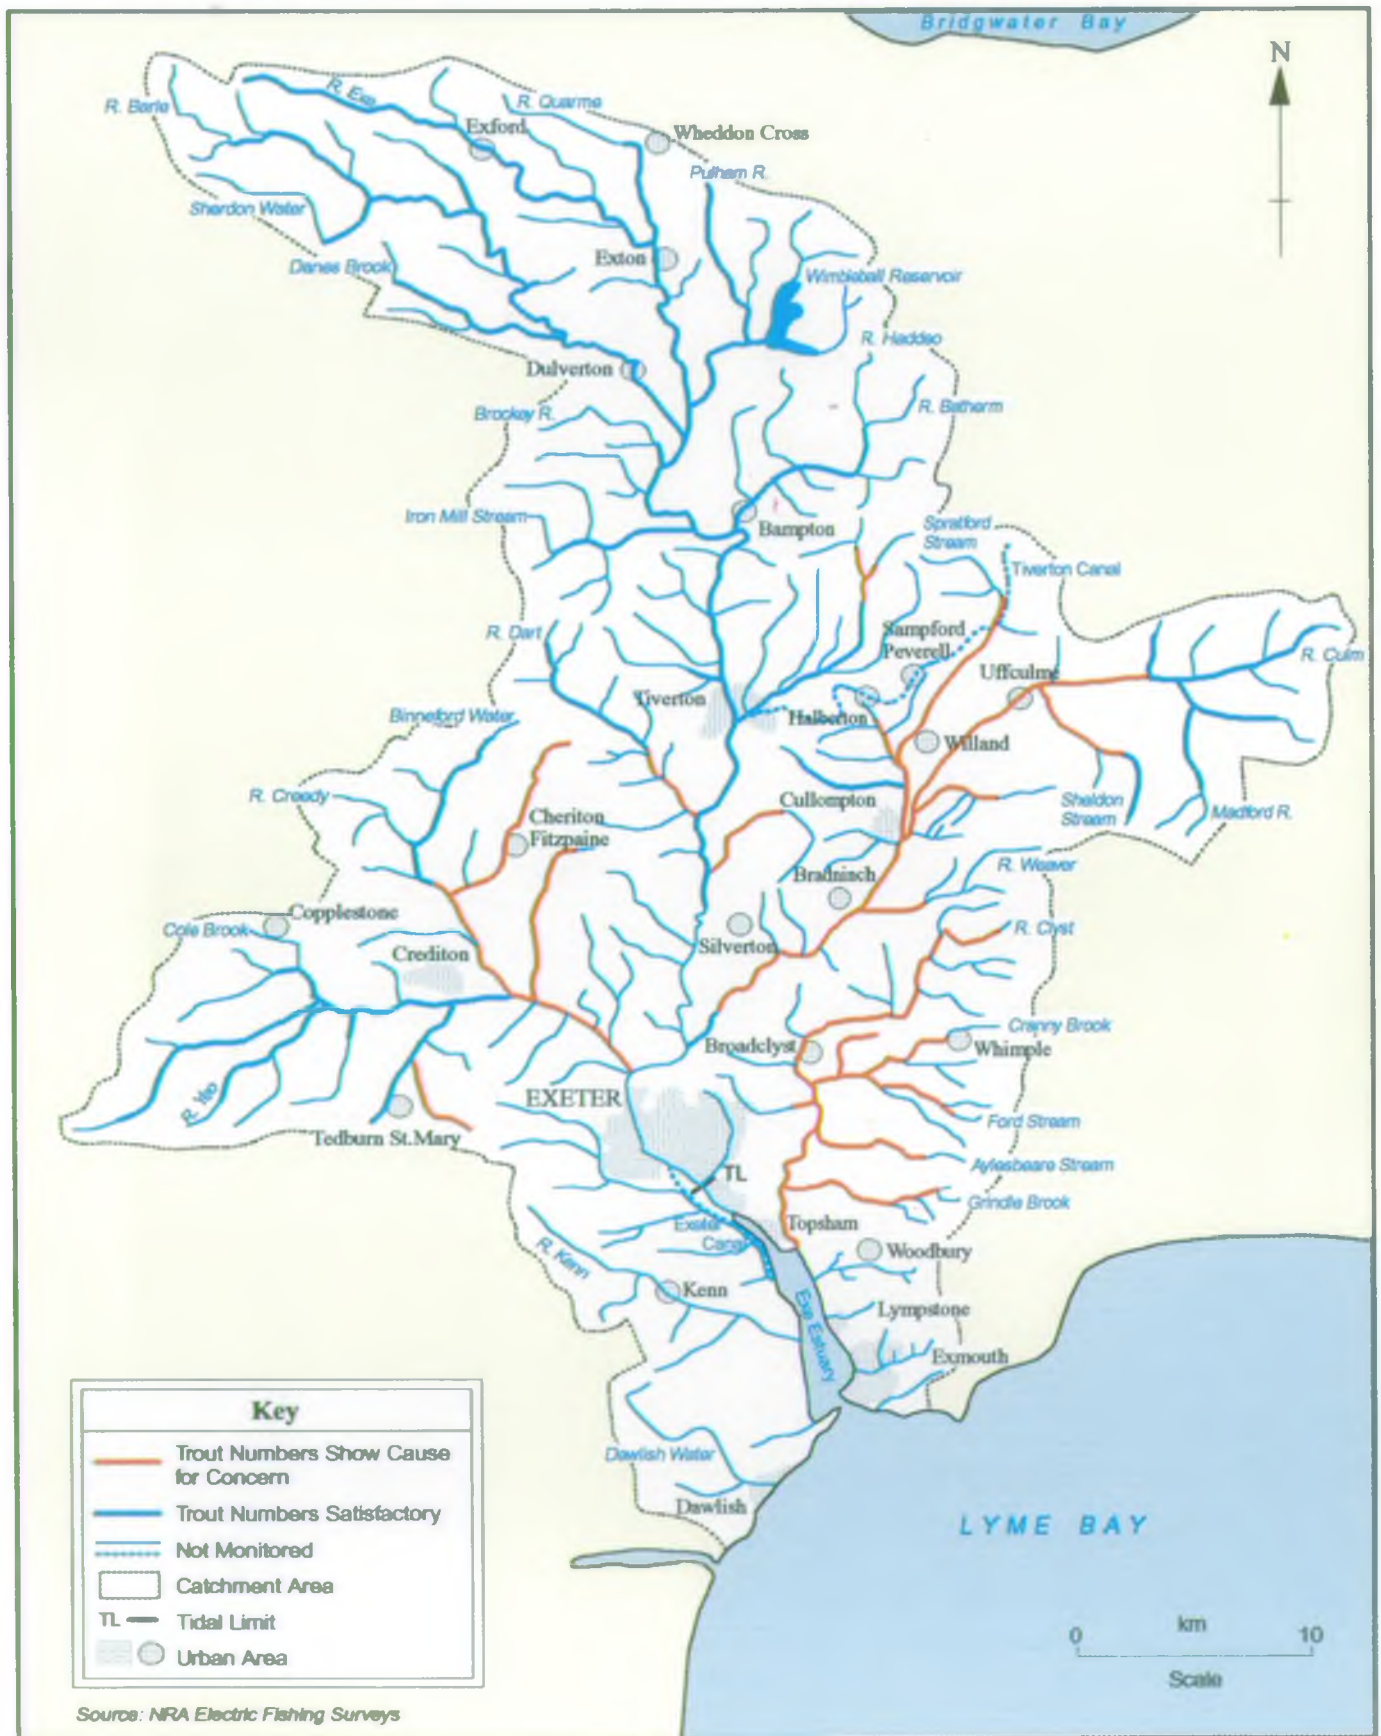 Bridgwater Bay
N
R. Barle
R. Exe
R. Quarme
Exford
Wheddon Cross
Pulham R.
Sherdon Water
Exton
Danes Brook
Wimbleball Reservoir
R. Haddeo
Dulverton
Brockey R.
R. Batherm
Iron Mill Stream
Bampton
Spratford
Stream
Tiverton Canal
R. Dart
Sampford
Peverell
Uffculme
R. Culm
Tiverton
Halberton
Binneford Water
Willand
R. Creedy
Cullompton
Sheldon
Stream
Madford R.
Cheriton
Fitzpaine
Bradninch
R. Weaver
Copplestone
Cole Brook
R. Clyst
Crediton
Silverton
Cranny Brook
Broadclyst
Whimple
R. Yeo
EXETER
Ford Stream
Tedburn St.Mary
Aylesbeare Stream
TL
Grindle Brook
Exeter
Canal
Topsham
Woodbury
R. Kenn
Kenn
Exe Estuary
Lympstone
Exmouth
Dawlish Water
Dawlish
LYME BAY
Key
Trout Numbers Show Cause
for Concern
Trout Numbers Satisfactory
Not Monitored
Catchment Area
TL Tidal Limit
Urban Area
km
0 10
Scale
Source: NRA Electric Fishing Surveys